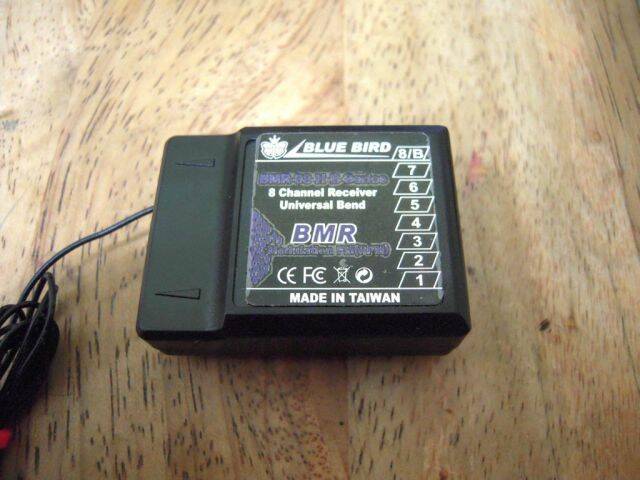 BLUE BIRD
8 Channel Receiver
Universal Bend
BMR
CE FC
MADE IN TAIWAN
8/B
7
6
5
4
3
2
1